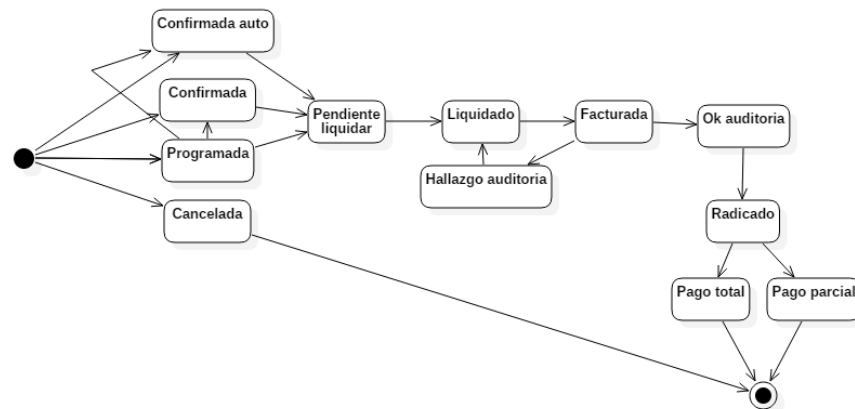 Confirmada auto
Confirmada
Programada
Cancelada
Pendiente
liquidar
Liquidado
Hallazgo auditoria
Facturada
Ok auditoria
Radicado
Pago total
Pago parcial